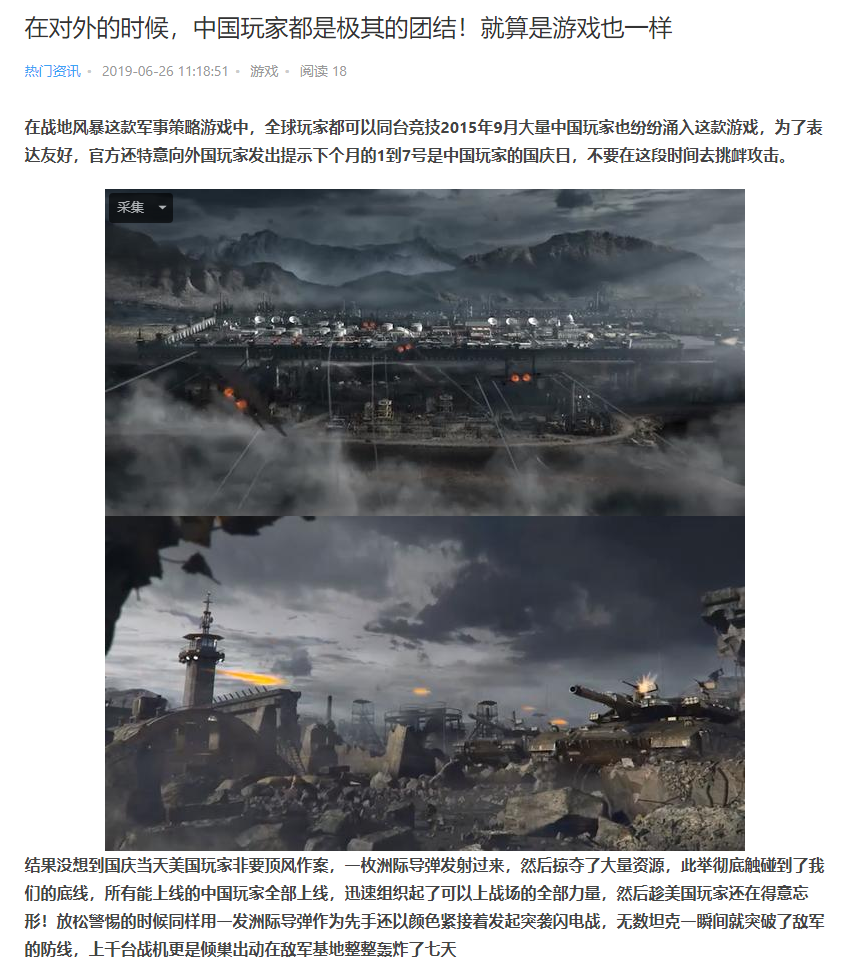 在对外的时候，中国玩家都是极其的团结！就算是游戏也一样
热门资讯 • 2019-06-26 11:18:51 • 游戏 • 阅读 18
在战地风暴这款军事策略游戏中，全球玩家都可以同台竞技2015年9月大量中国玩家也纷纷涌入这款游戏，为了表
达友好，官方还特意向外国玩家发出提示下个月的1到7号是中国玩家的国庆日，不要在这段时间去挑衅攻击。
采集
结果没想到国庆当天美国玩家非要顶风作案，一枚洲际导弹发射过来，然后掠夺了大量资源，此举彻底触碰到了我
们的底线，所有能上线的中国玩家全部上线，迅速组织起了可以上战场的全部力量，然后趁美国玩家还在得意忘
形！放松警惕的时候同样用一发洲际导弹作为先手还以颜色紧接着发起突袭闪电战，无数坦克一瞬间就突破了敌军
的防线，上千台战机更是倾巢出动在敌军基地整整轰炸了七天